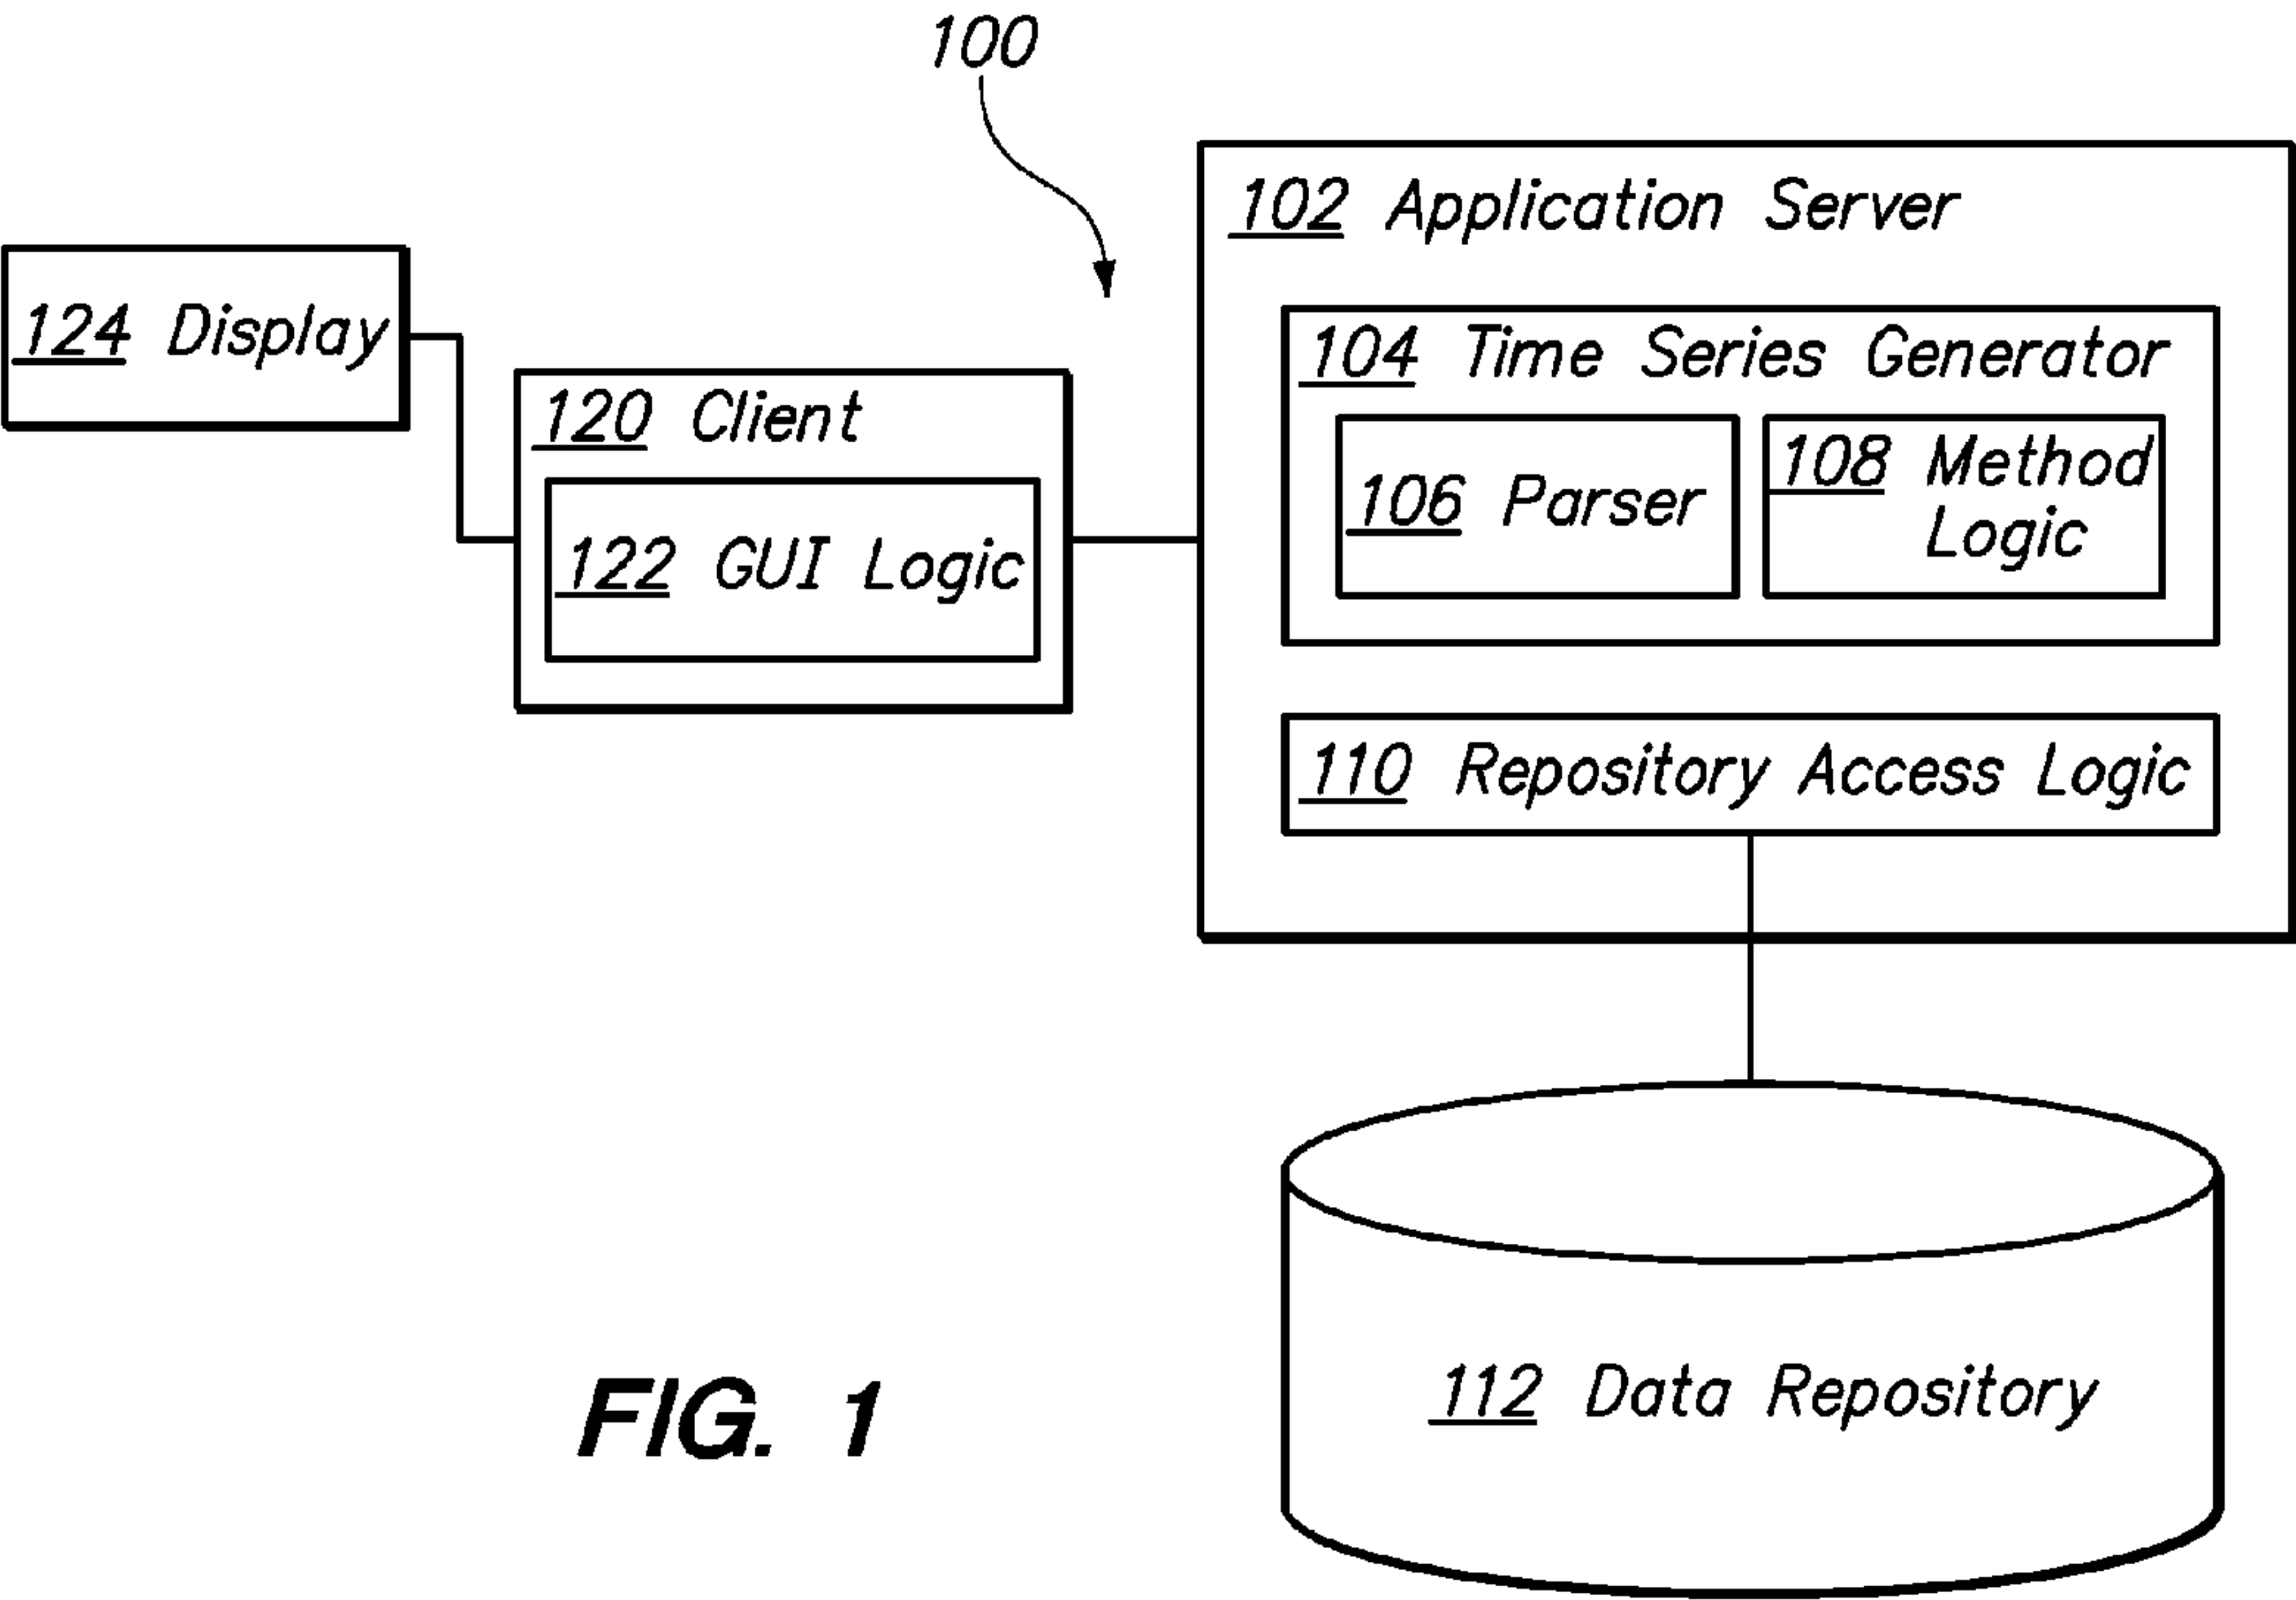 100
102 Application Server
124 Display
104 Time Series Generator
120 Client
106 Parser
108 Method
Logic
122 GUI Logic
110 Repository Access Logic
112 Data Repository
FIG. 1